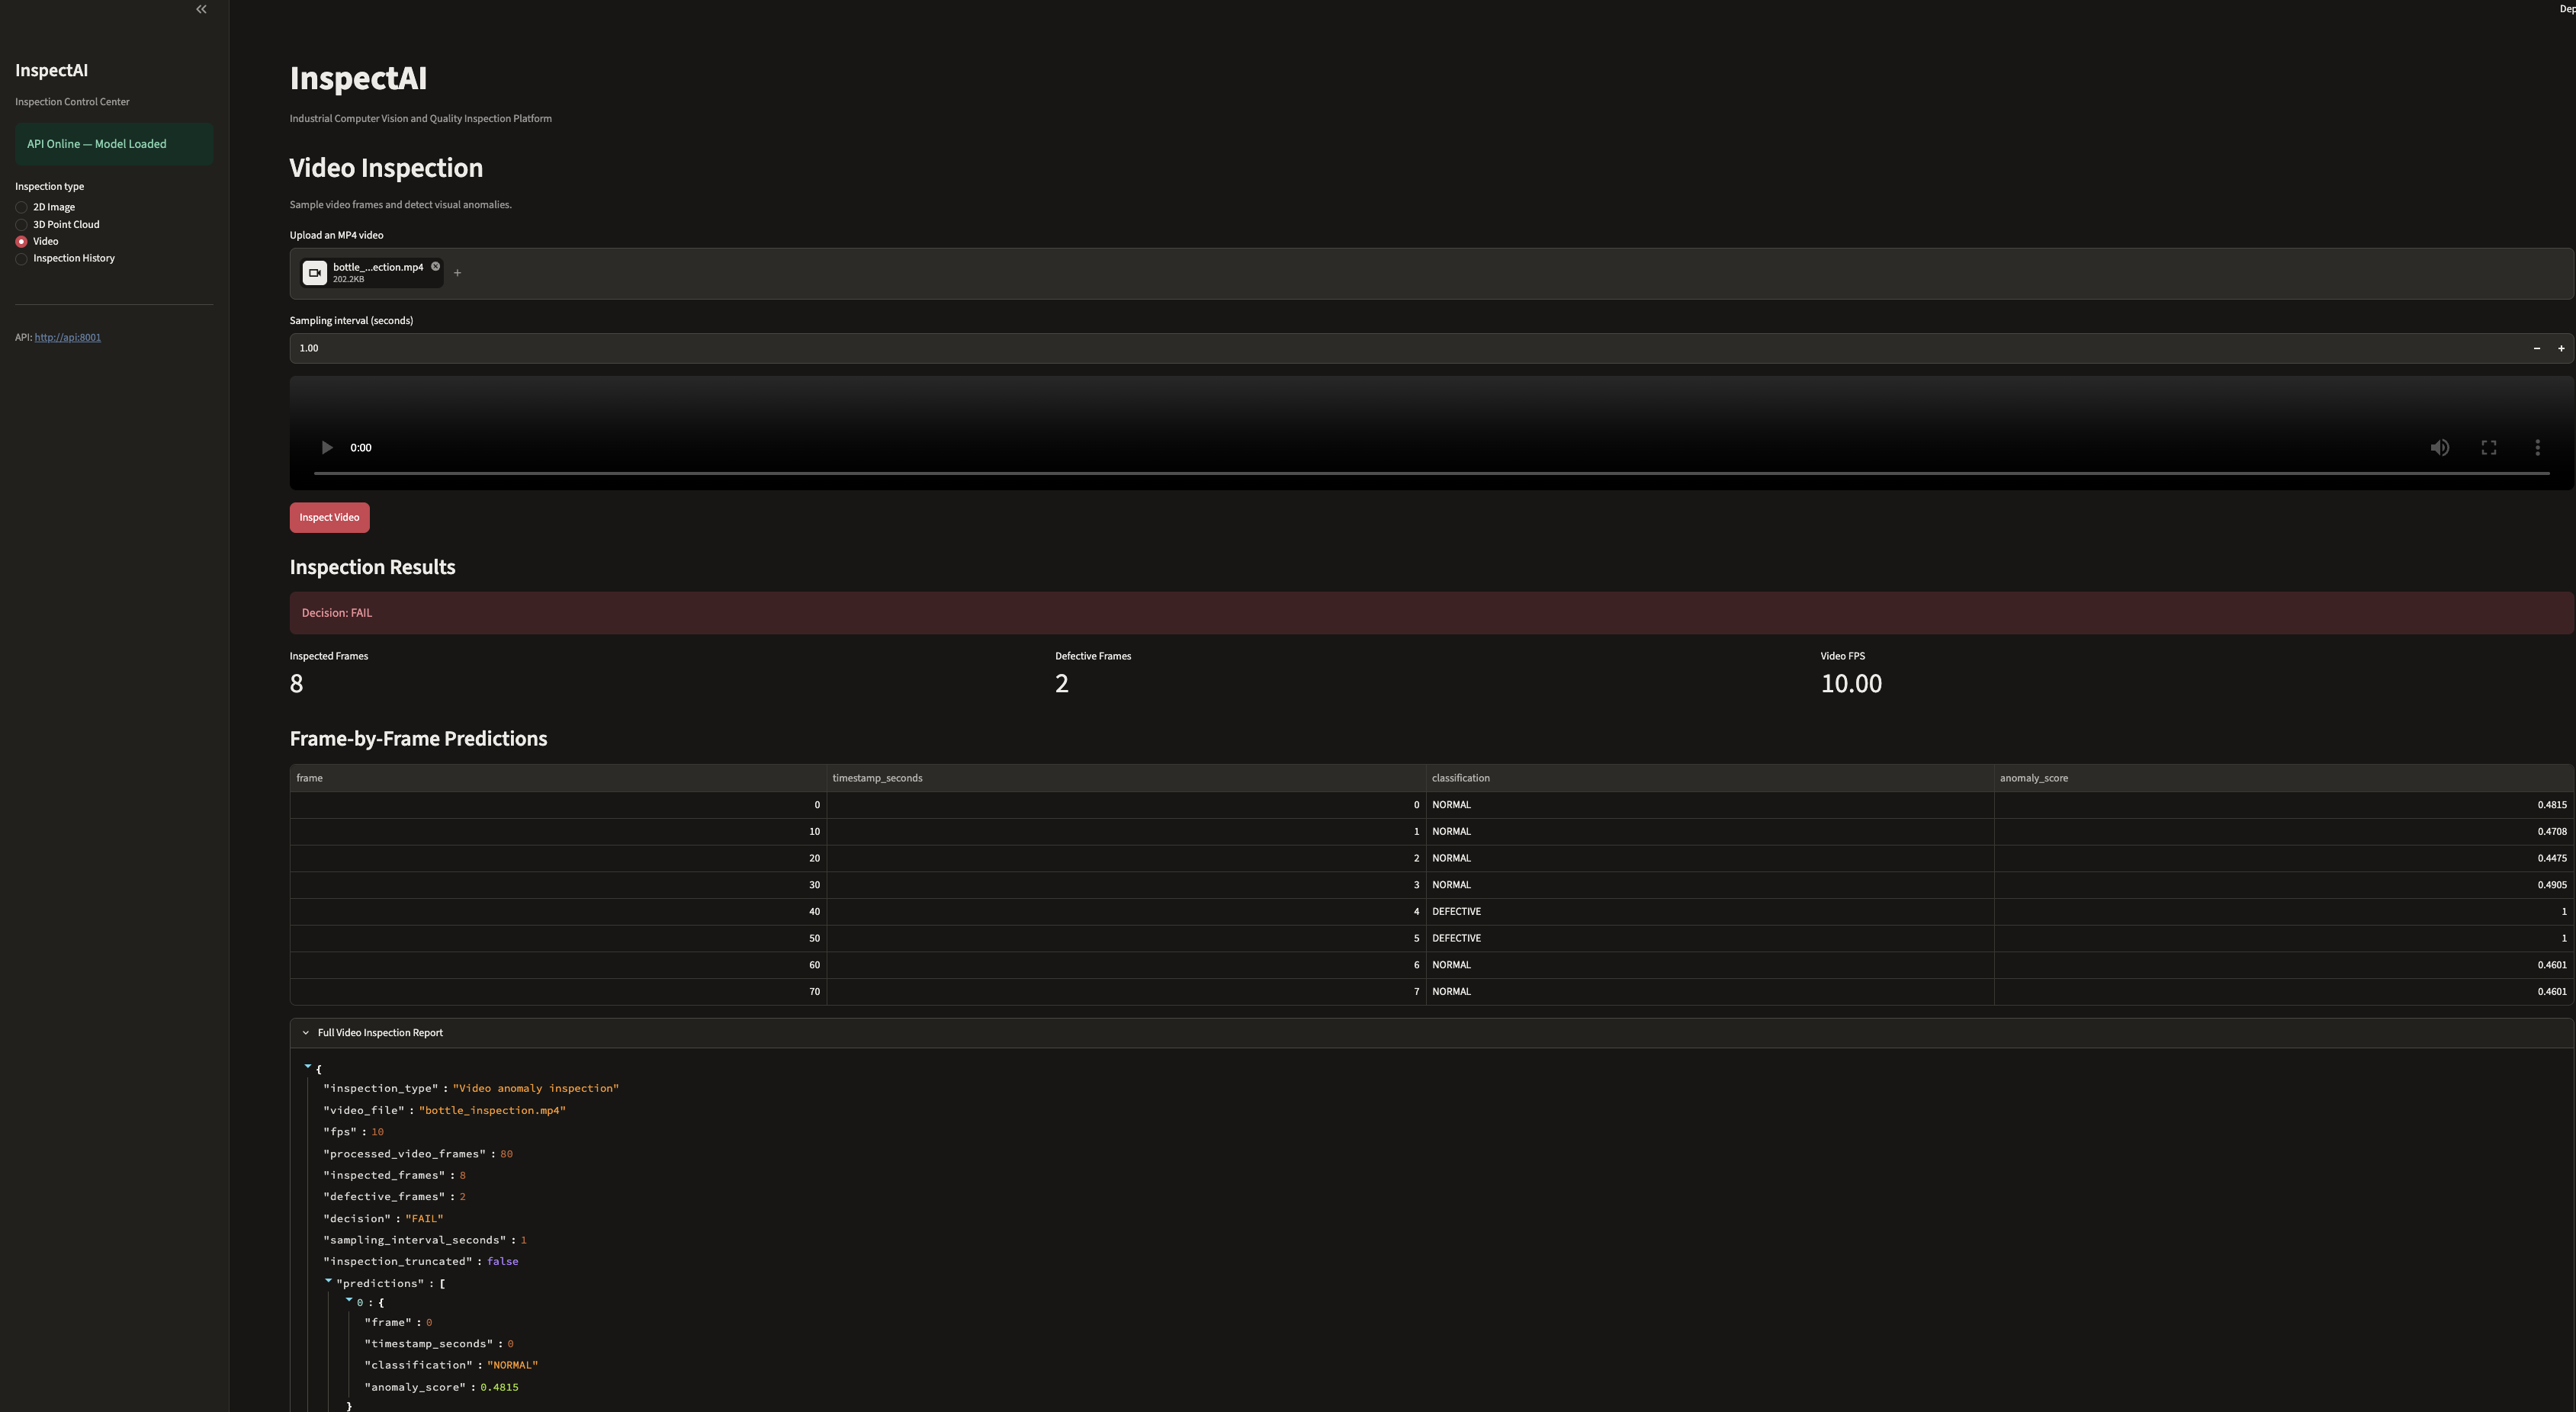 Dep
InspectAI
Inspection Control Center
API Online — Model Loaded
Inspection type
2D Image
3D Point Cloud
Video
Inspection History
API: http://api:8001
InspectAI
Industrial Computer Vision and Quality Inspection Platform
Video Inspection
Sample video frames and detect visual anomalies.
Upload an MP4 video
bottle_...ection.mp4
202.2KB
Sampling interval (seconds)
1.00
0:00
Inspect Video
Inspection Results
Decision: FAIL
Inspected Frames Defective Frames Video FPS
8 2 10.00
Frame-by-Frame Predictions
frame timestamp_seconds classification anomaly_score
0 0 NORMAL 0.4815
10 1 NORMAL 0.4708
20 2 NORMAL 0.4475
30 3 NORMAL 0.4905
40 4 DEFECTIVE 1
50 5 DEFECTIVE 1
60 6 NORMAL 0.4601
70 7 NORMAL 0.4601
Full Video Inspection Report
{
"inspection_type" : "Video anomaly inspection"
"video_file" : "bottle_inspection.mp4"
"fps" : 10
"processed_video_frames" : 80
"inspected_frames" : 8
"defective_frames" : 2
"decision" : "FAIL"
"sampling_interval_seconds" : 1
"inspection_truncated" : false
"predictions" : [
0 : {
"frame" : 0
"timestamp_seconds" : 0
"classification" : "NORMAL"
"anomaly_score" : 0.4815
}